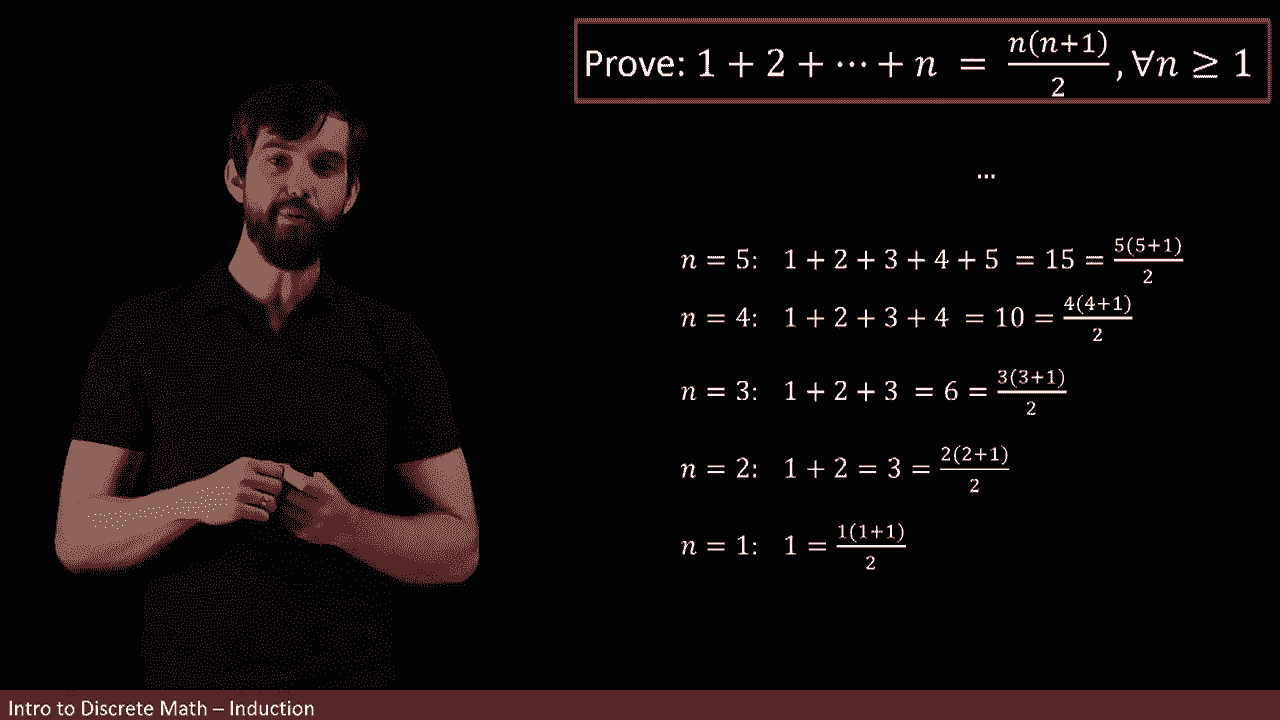 Prove: 1 + 2 + ⋯ + n = n(n+1)/2, ∀n ≥ 1
...
n = 5: 1 + 2 + 3 + 4 + 5 = 15 = 5(5+1)/2
n = 4: 1 + 2 + 3 + 4 = 10 = 4(4+1)/2
n = 3: 1 + 2 + 3 = 6 = 3(3+1)/2
n = 2: 1 + 2 = 3 = 2(2+1)/2
n = 1: 1 = 1(1+1)/2
Intro to Discrete Math – Induction